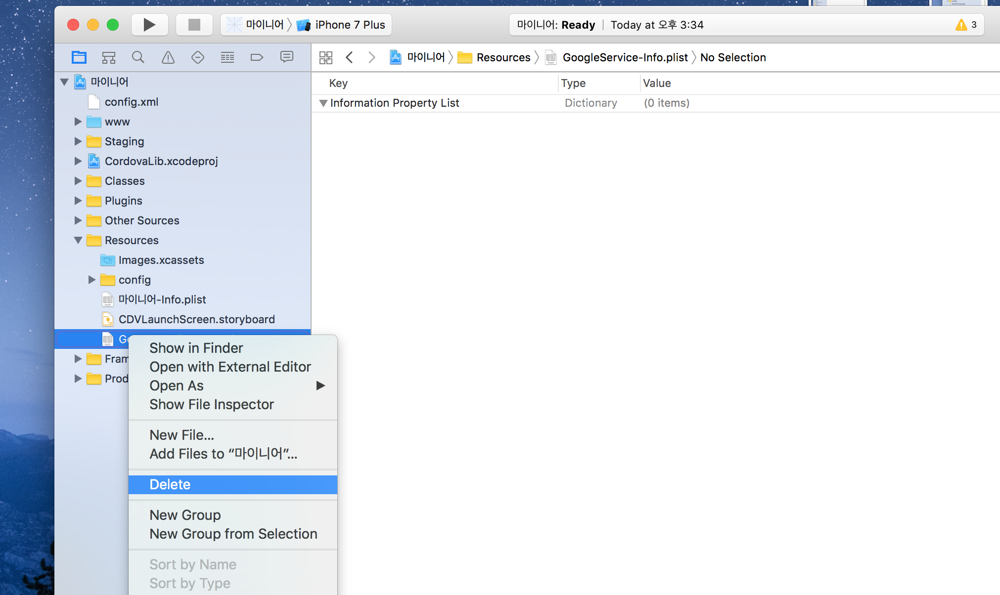 마이니어 iPhone 7 Plus
마이니어: Ready Today at 오후 3:34
3
마이니어 Resources GoogleService-Info.plist No Selection
Key Type Value
Information Property List Dictionary (0 items)
마이니어
config.xml
www
Staging
CordovaLib.xcodeproj
Classes
Plugins
Other Sources
Resources
Images.xcassets
config
마이니어-Info.plist
CDVLaunchScreen.storyboard
Fram
Prod
Show in Finder
Open with External Editor
Open As
Show File Inspector
New File...
Add Files to “마이니어”...
Delete
New Group
New Group from Selection
Sort by Name
Sort by Type